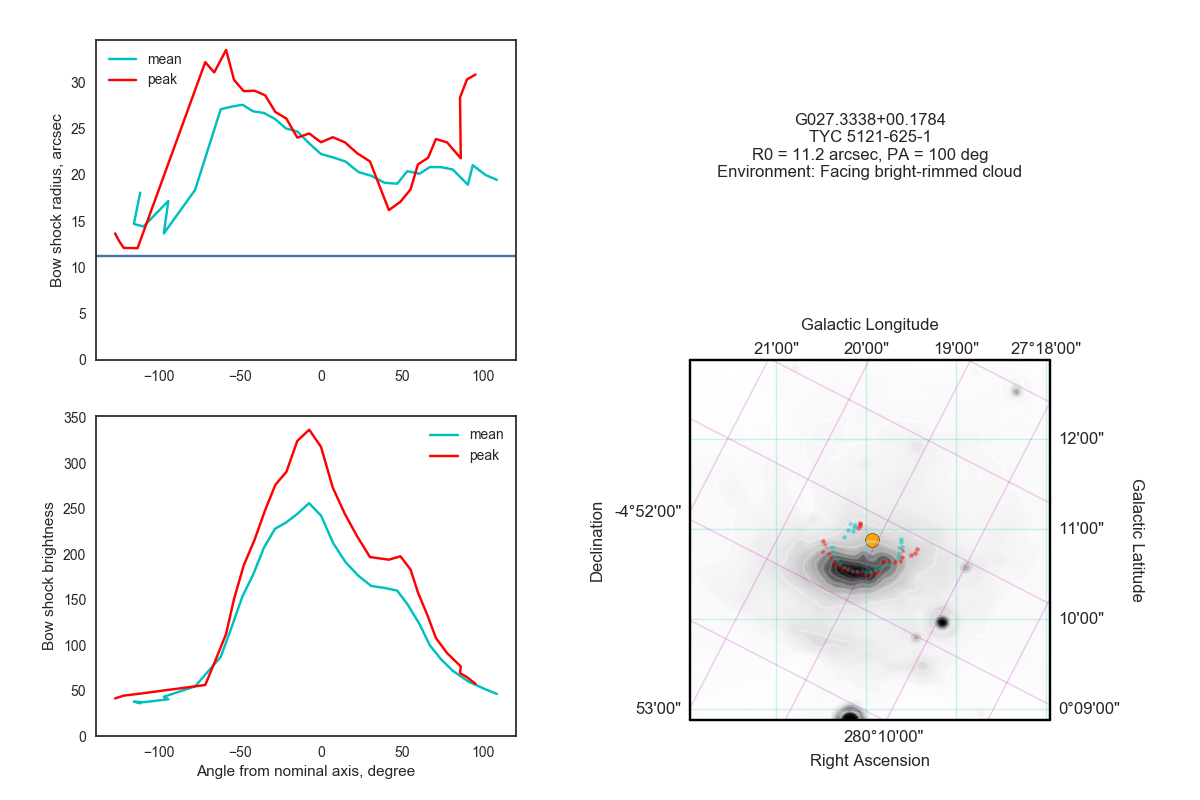 mean
peak
Bow shock radius, arcsec
30
25
20
15
10
5
0
−100
−50
0
50
100
350
300
250
200
150
100
50
0
mean
peak
Bow shock brightness
−100
−50
0
50
100
Angle from nominal axis, degree
G027.3338+00.1784
TYC 5121-625-1
R0 = 11.2 arcsec, PA = 100 deg
Environment: Facing bright-rimmed cloud
Galactic Longitude
21'00"
20'00"
19'00"
27°18'00"
12'00"
11'00"
10'00"
0°09'00"
Galactic Latitude
-4°52'00"
53'00"
Declination
280°10'00"
Right Ascension